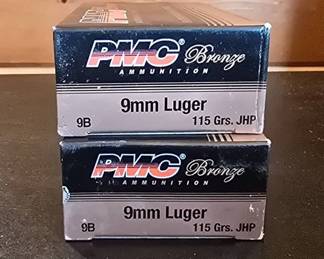 PMC Bronze
AMMUNITION
9mm Luger
9B 115 Grs. JHP
PMC Bronze
AMMUNITION
9mm Luger
9B 115 Grs. JHP